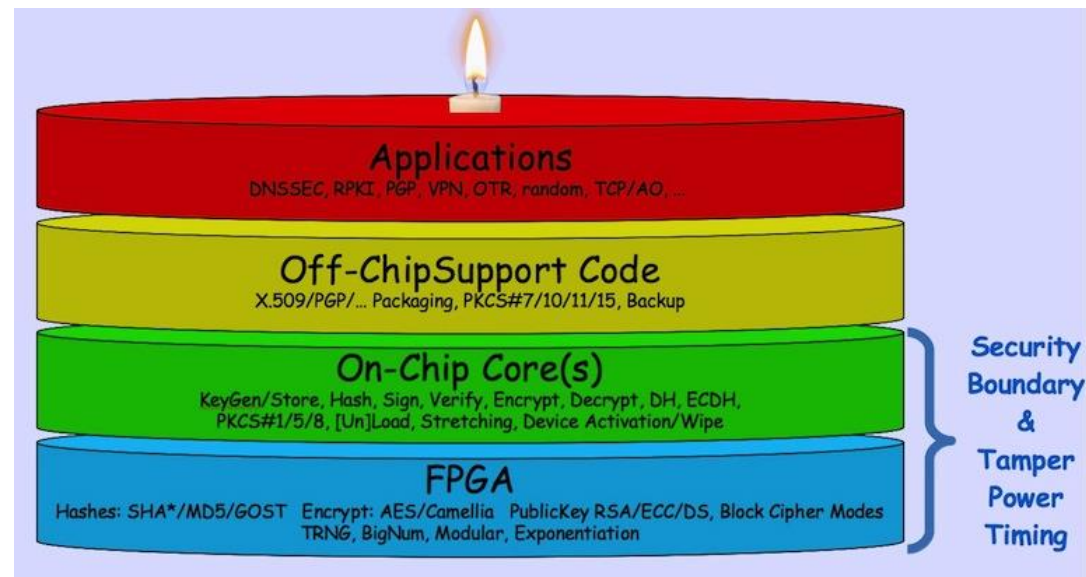 Applications
DNSSEC, RPKI, PGP, VPN, OTR, random, TCP/AO, ...
Off-ChipSupport Code
X.509/PGP/... Packaging, PKCS#7/10/11/15, Backup
On-Chip Core(s)
KeyGen/Store, Hash, Sign, Verify, Encrypt, Decrypt, DH, ECDH,
PKCS#1/5/8, [Un]Load, Stretching, Device Activation/Wipe
FPGA
Hashes: SHA*/MD5/GOST Encrypt: AES/Camellia PublicKey RSA/ECC/DS, Block Cipher Modes
TRNG, BigNum, Modular, Exponentiation
Security
Boundary
&
Tamper
Power
Timing